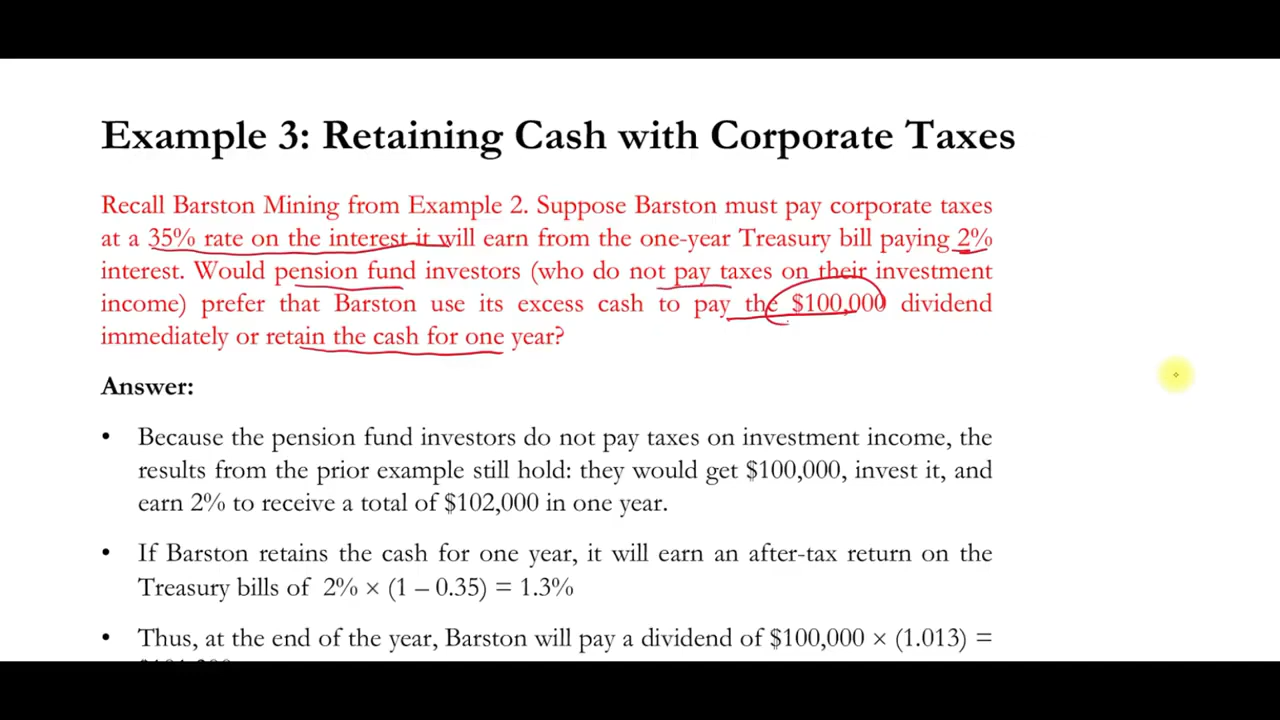 Example 3: Retaining Cash with Corporate Taxes
Recall Barston Mining from Example 2. Suppose Barston must pay corporate taxes
at a 35% rate on the interest it will earn from the one-year Treasury bill paying 2%
interest. Would pension fund investors (who do not pay taxes on their investment
income) prefer that Barston use its excess cash to pay the $100,000 dividend
immediately or retain the cash for one year?
Answer:
• Because the pension fund investors do not pay taxes on investment income, the
results from the prior example still hold: they would get $100,000, invest it, and
earn 2% to receive a total of $102,000 in one year.
• If Barston retains the cash for one year, it will earn an after-tax return on the
Treasury bills of 2% × (1 – 0.35) = 1.3%
• Thus, at the end of the year, Barston will pay a dividend of $100,000 × (1.013) =